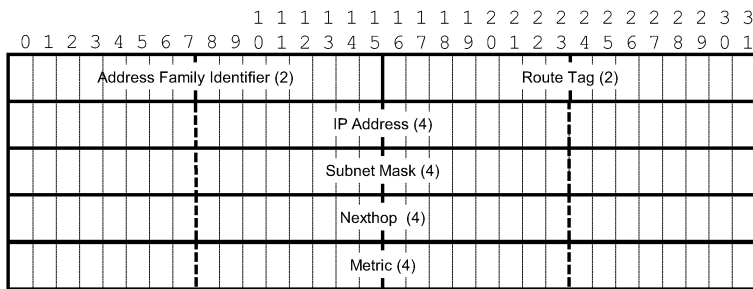 1 1 1 1 1 1 1 1 1 1 2 2 2 2 2 2 2 2 2 2 3 3
0 1 2 3 4 5 6 7 8 9 0 1 2 3 4 5 6 7 8 9 0 1 2 3 4 5 6 7 8 9 0 1
Address Family Identifier (2) Route Tag (2)
IP Address (4)
Subnet Mask (4)
Nexthop (4)
Metric (4)